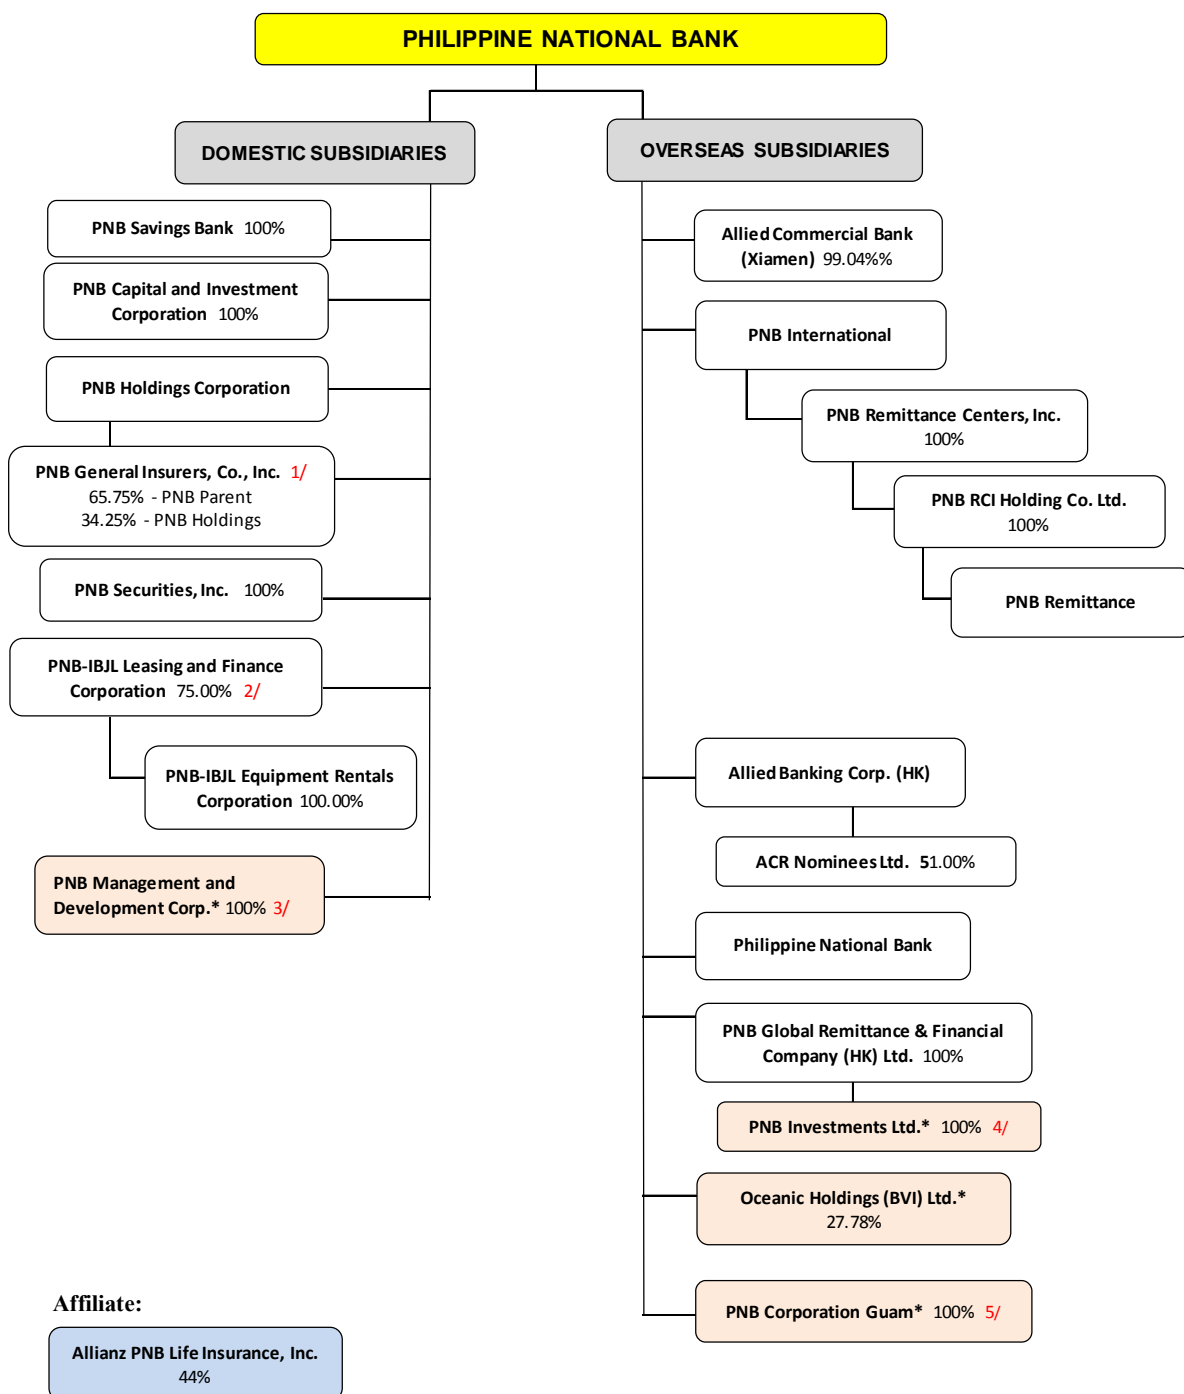 PHILIPPINE NATIONAL BANK
DOMESTIC SUBSIDIARIES
PNB Savings Bank 100%
PNB Capital and Investment
Corporation 100%
PNB Holdings Corporation
PNB General Insurers, Co., Inc. 1/
65.75% - PNB Parent
34.25% - PNB Holdings
PNB Securities, Inc. 100%
PNB-IBJL Leasing and Finance
Corporation 75.00% 2/
PNB-IBJL Equipment Rentals
Corporation 100.00%
PNB Management and
Development Corp.* 100% 3/
OVERSEAS SUBSIDIARIES
Allied Commercial Bank
(Xiamen) 99.04%%
PNB International
PNB Remittance Centers, Inc.
100%
PNB RCI Holding Co. Ltd.
100%
PNB Remittance
Allied Banking Corp. (HK)
ACR Nominees Ltd. 51.00%
Philippine National Bank
PNB Global Remittance & Financial
Company (HK) Ltd. 100%
PNB Investments Ltd.* 100% 4/
Oceanic Holdings (BVI) Ltd.*
27.78%
PNB Corporation Guam* 100% 5/
Affiliate:
Allianz PNB Life Insurance, Inc.
44%